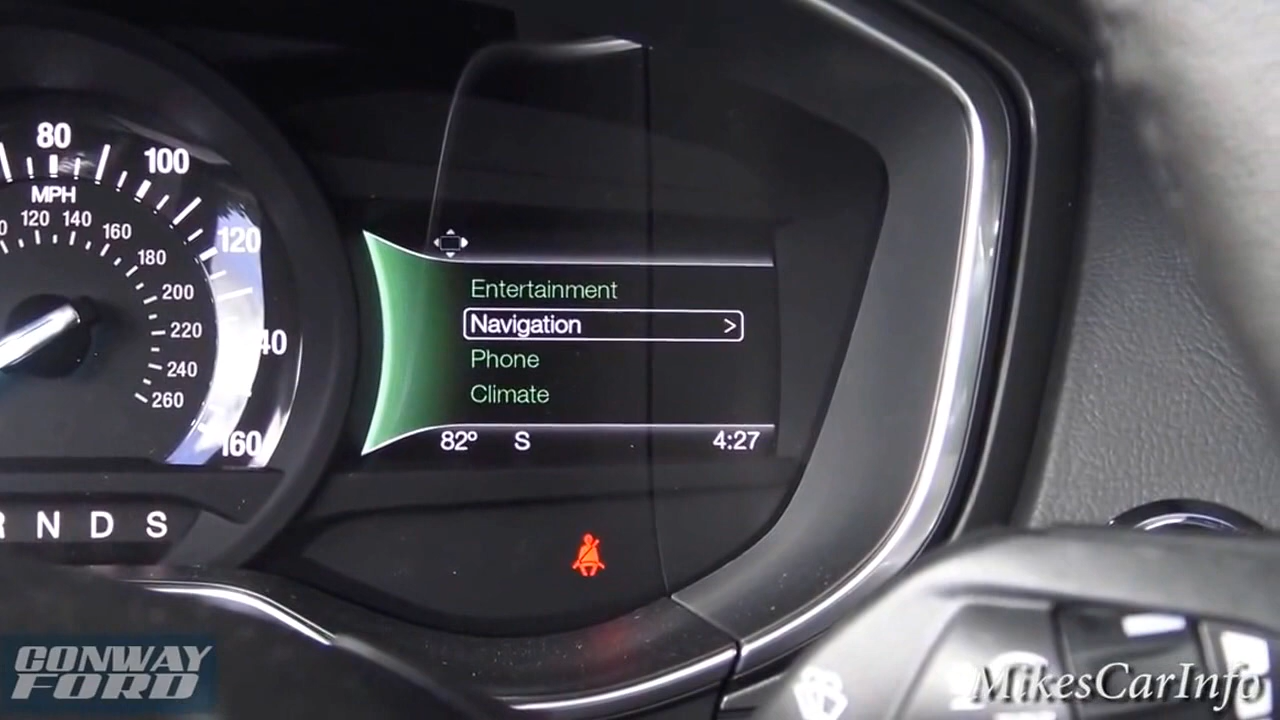 80
100
MPH
120 140
160
120
180
200
220
40
240
260
160
N D S
Entertainment
Navigation >
Phone
Climate
82º S 4:27
CONWAY
FORD
MikesCarInfo